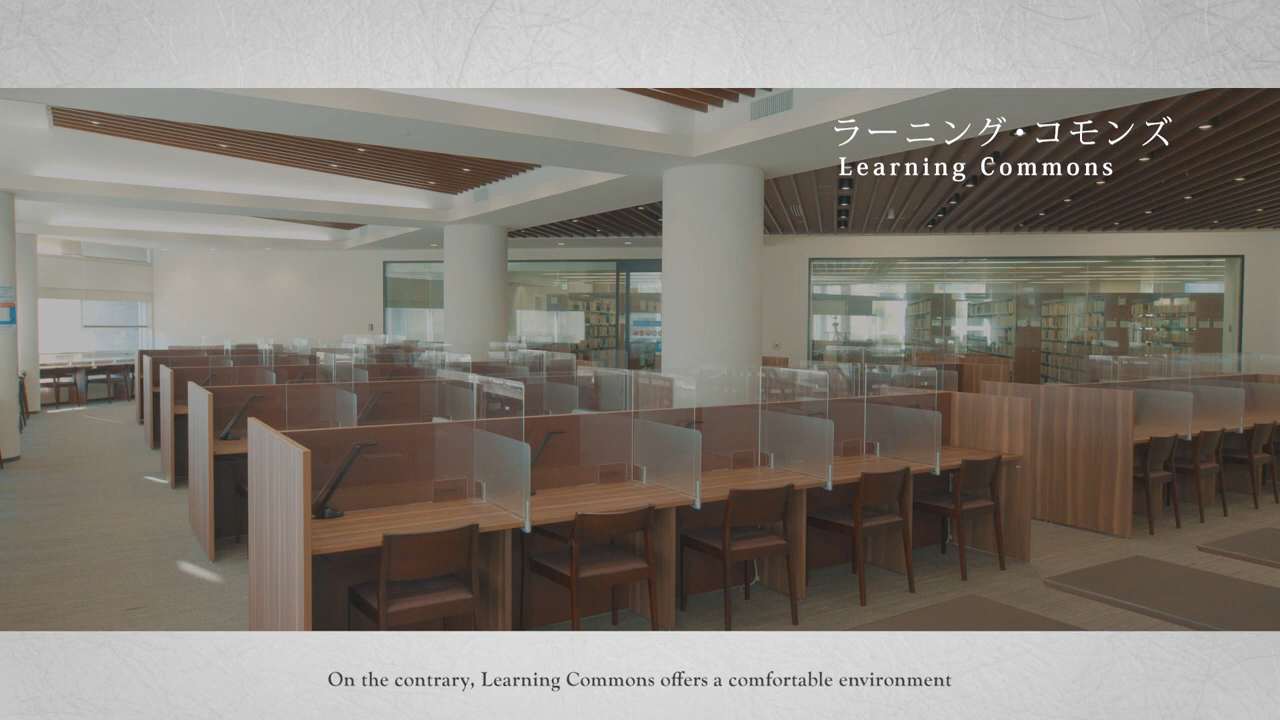 ラーニング・コモンズ
Learning Commons
On the contrary, Learning Commons offers a comfortable environment